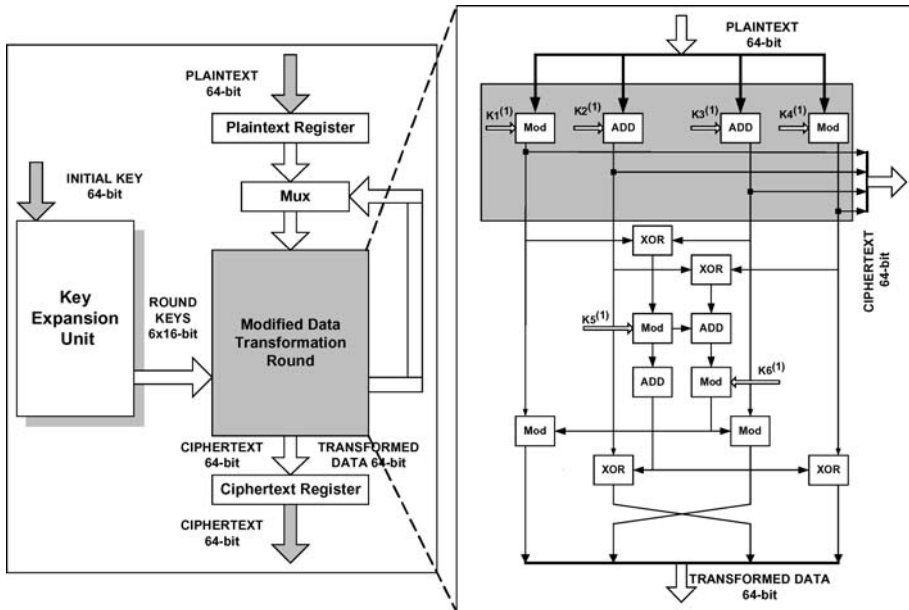 PLAINTEXT
64-bit
Plaintext Register
INITIAL KEY
64-bit
Mux
Key
Expansion
Unit
ROUND
KEYS
6x16-bit
Modified Data
Transformation
Round
CIPHERTEXT
64-bit
TRANSFORMED
DATA 64-bit
Ciphertext Register
CIPHERTEXT
64-bit
PLAINTEXT
64-bit
K1(1)
Mod
K2(1)
ADD
K3(1)
ADD
K4(1)
Mod
CIPHERTEXT
64-bit
XOR
XOR
K5(1)
Mod
ADD
ADD
Mod
K6(1)
Mod
Mod
XOR
XOR
TRANSFORMED DATA
64-bit